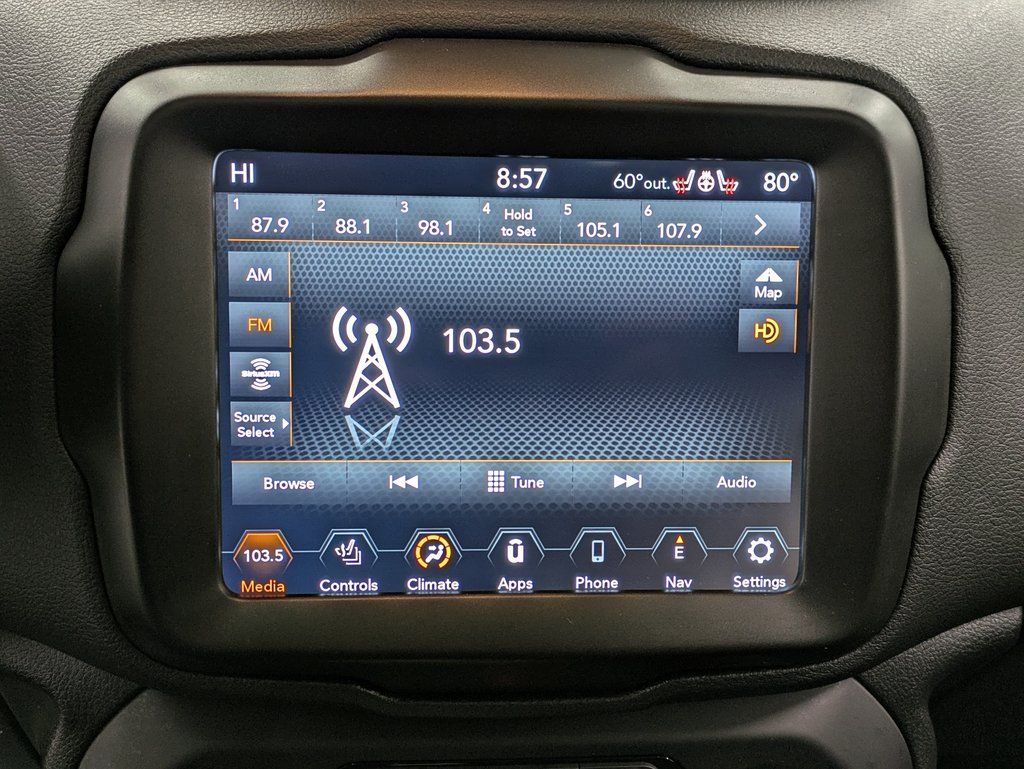 HI 8:57 60°out. 80°
1 87.9 2 88.1 3 98.1 4 Hold to Set 5 105.1 6 107.9
AM
Map
FM
103.5
HD
SiriusXM
Source
Select
Browse Tune Audio
103.5 E
Media Controls Climate Apps Phone Nav Settings